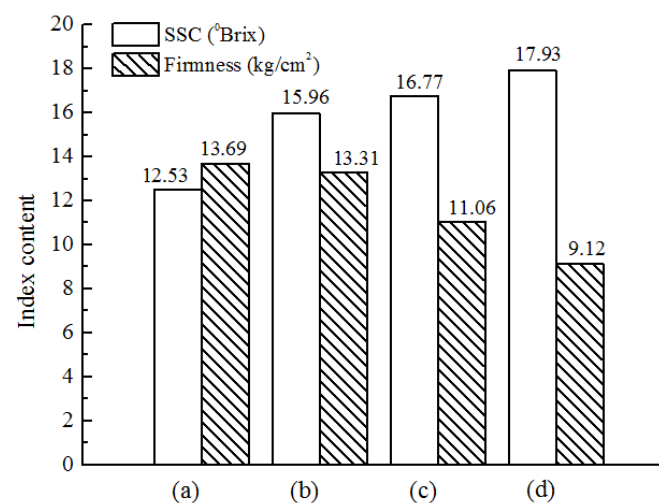 SSC (⁰Brix)
Firmness (kg/cm²)
20
18
16
14
12
10
8
6
4
2
0
Index content
12.53
13.69
15.96
13.31
16.77
11.06
17.93
9.12
(a)
(b)
(c)
(d)